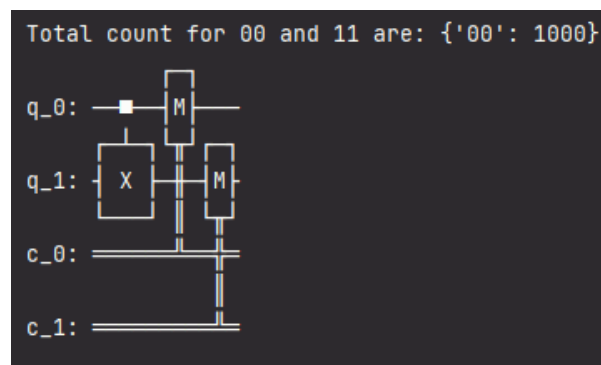 Total count for 00 and 11 are: {'00': 1000}
M
q_0:
q_1: X M
c_0:
c_1: